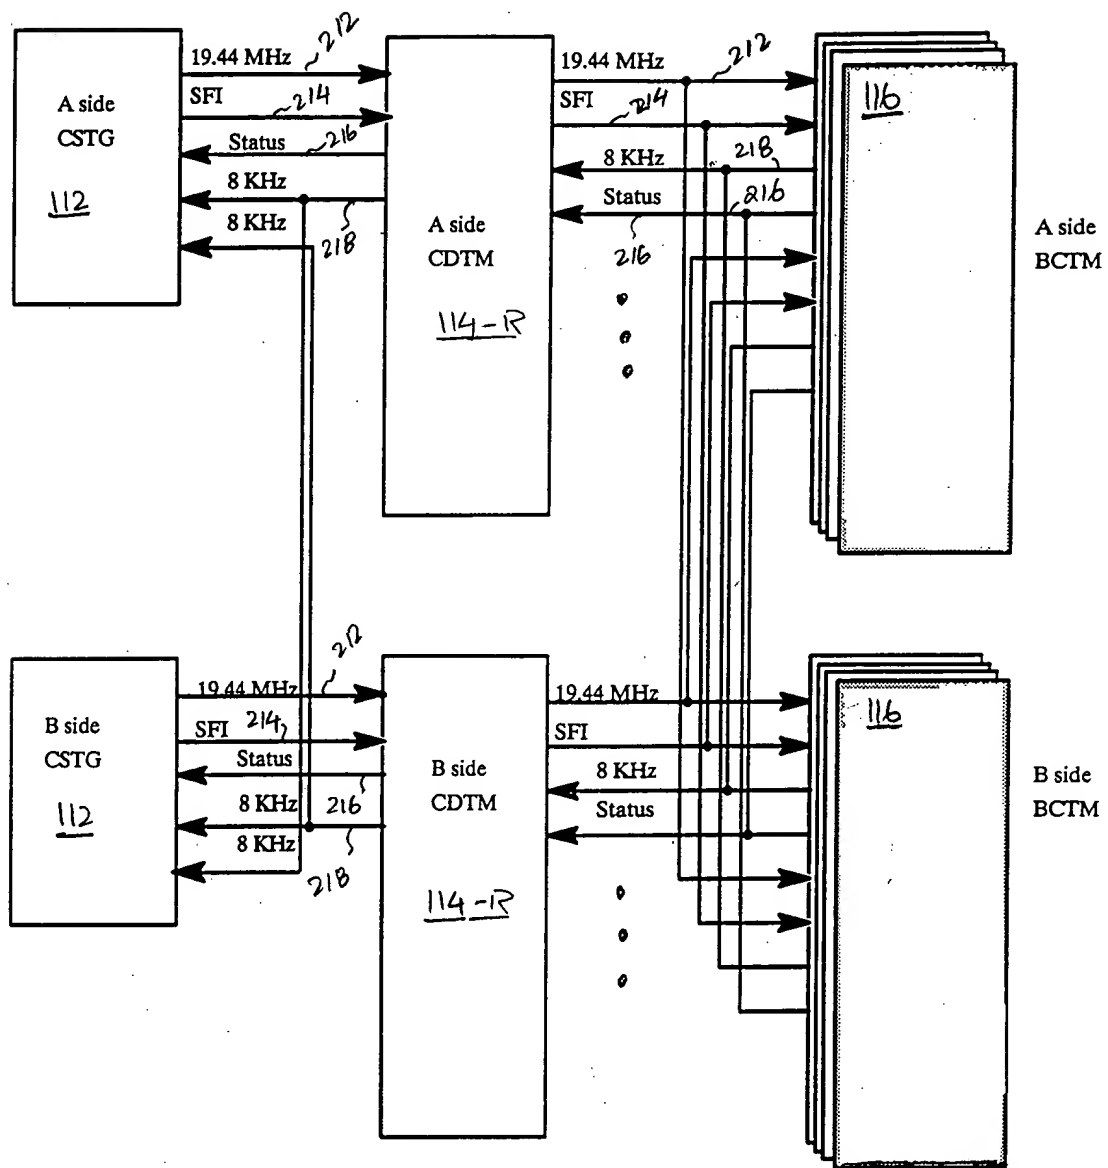 19.44 MHz 212
SFI
214
Status
216
8 KHz
218
8 KHz
A side
CSTG
112
A side
CDTM
114-R
19.44 MHz 212
SFI 214
8 KHz 218
Status 216
216
116
A side
BCTM
B side
CSTG
112
19.44 MHz 212
SFI 214
Status
216
8 KHz
8 KHz
218
B side
CDTM
114-R
19.44 MHz
SFI
8 KHz
Status
116
B side
BCTM